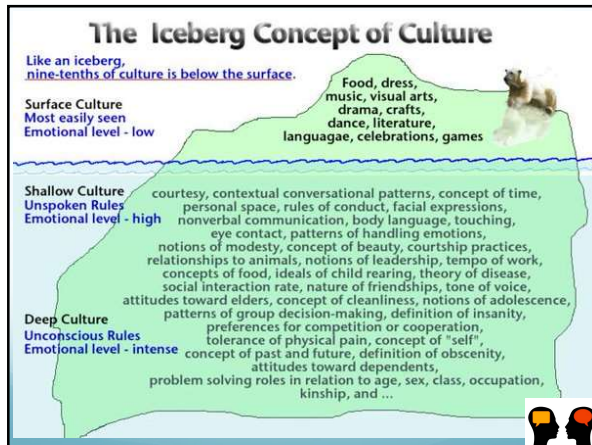 The Iceberg Concept of Culture
Like an iceberg,
nine-tenths of culture is below the surface.
Surface Culture
Most easily seen
Emotional level - low
Food, dress,
music, visual arts,
drama, crafts,
dance, literature,
languagae, celebrations, games
Shallow Culture
Unspoken Rules
Emotional level - high
courtesy, contextual conversational patterns, concept of time,
personal space, rules of conduct, facial expressions,
nonverbal communication, body language, touching,
eye contact, patterns of handling emotions,
notions of modesty, concept of beauty, courtship practices,
relationships to animals, notions of leadership, tempo of work,
concepts of food, ideals of child rearing, theory of disease,
social interaction rate, nature of friendships, tone of voice,
attitudes toward elders, concept of cleanliness, notions of adolescence,
patterns of group decision-making, definition of insanity,
preferences for competition or cooperation,
tolerance of physical pain, concept of "self",
concept of past and future, definition of obscenity,
attitudes toward dependents,
problem solving roles in relation to age, sex, class, occupation,
kinship, and ...
Deep Culture
Unconscious Rules
Emotional level - intense